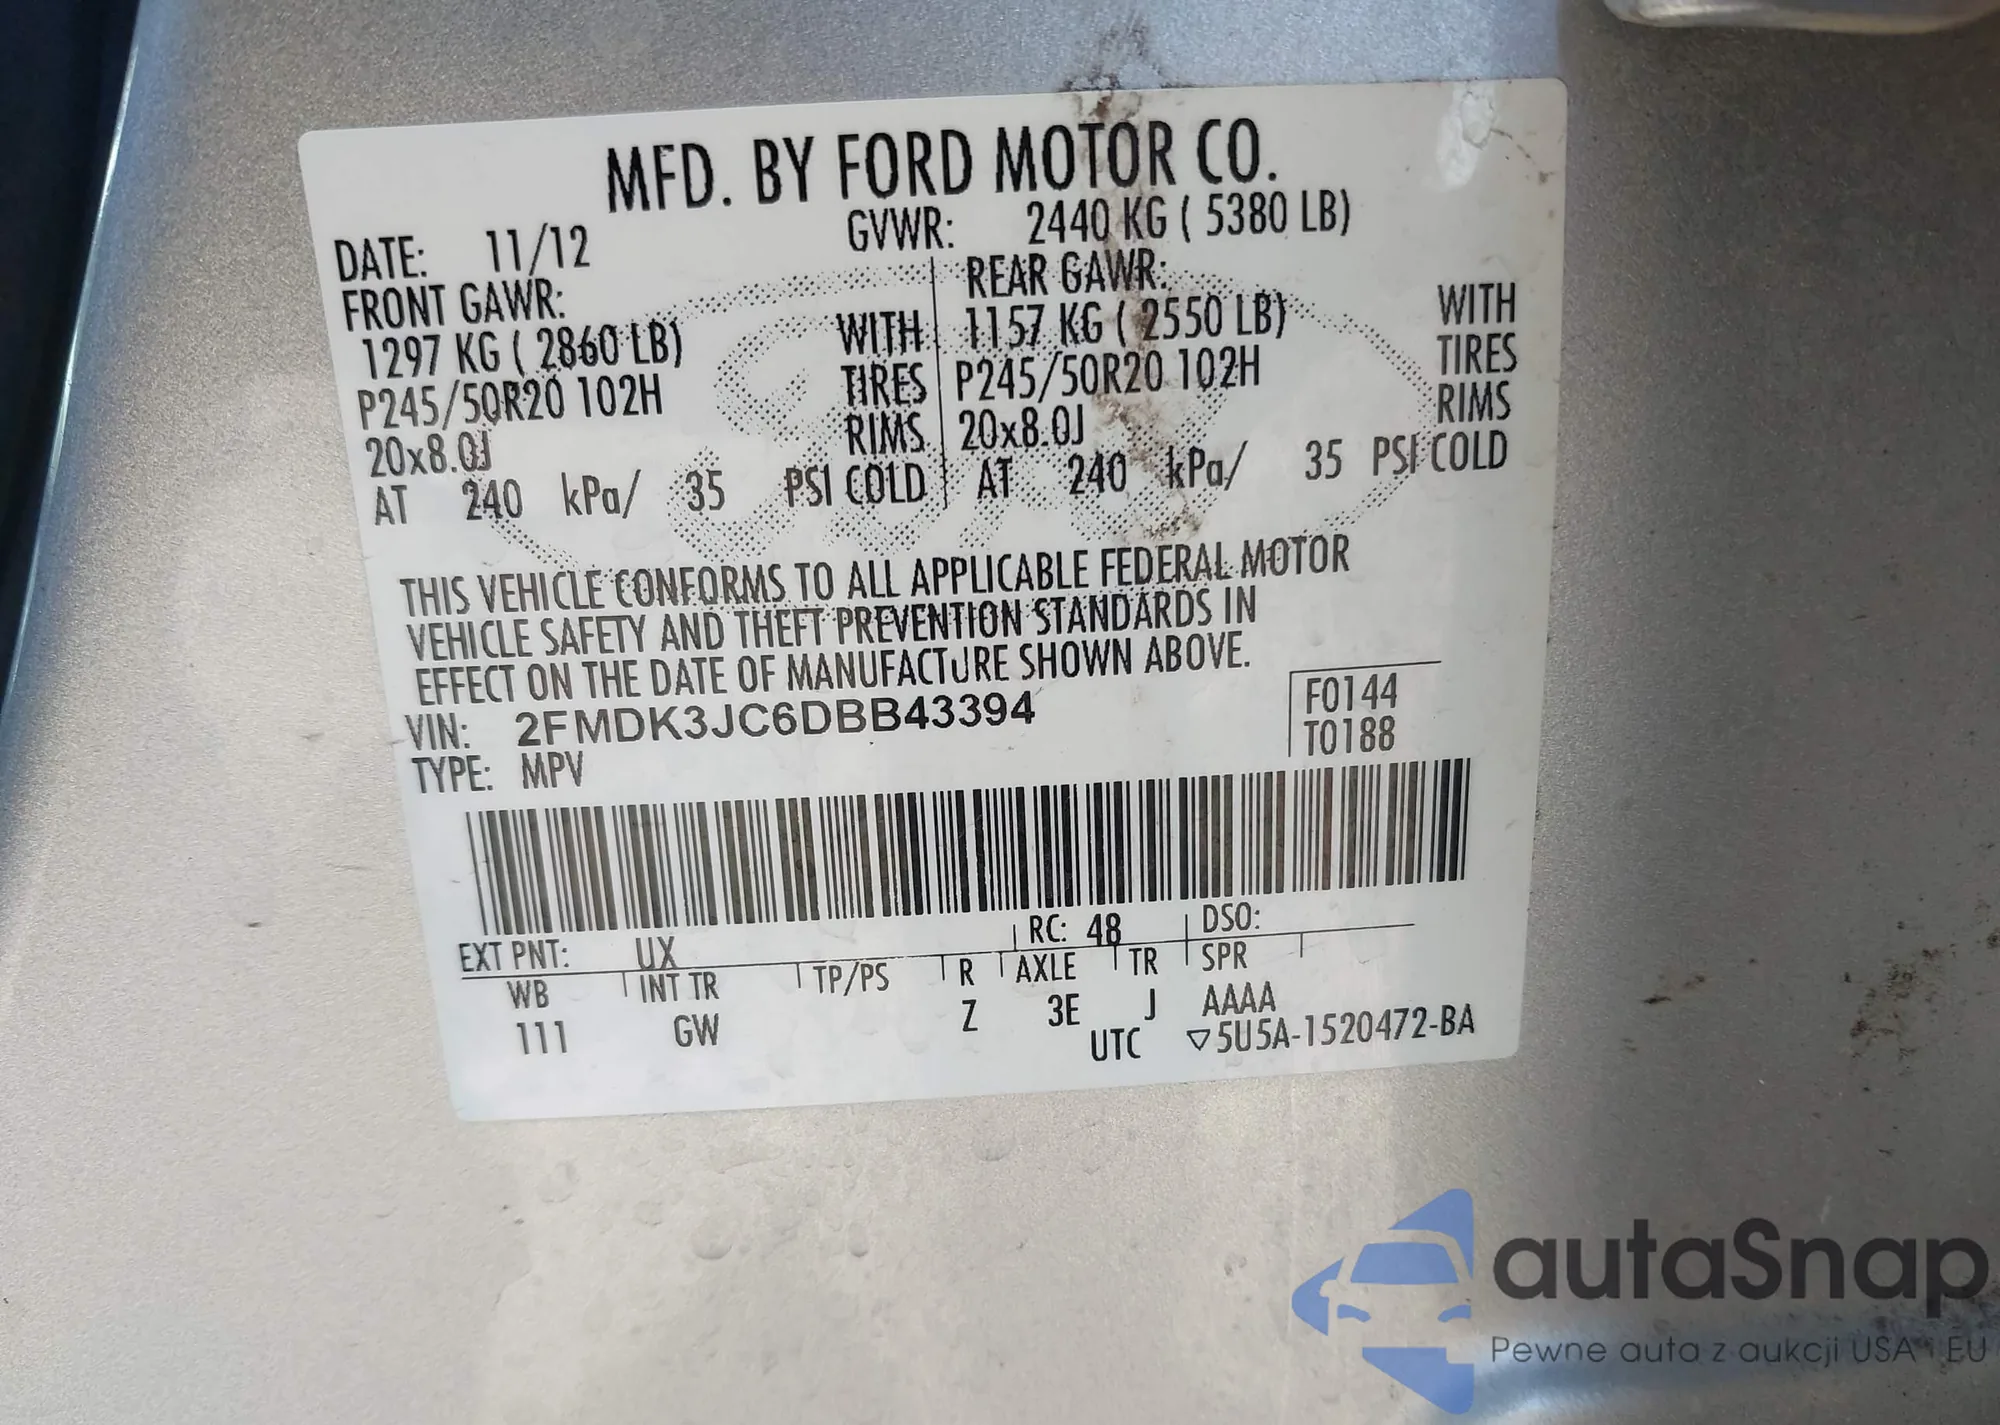 MFD. BY FORD MOTOR CO.
DATE: 11/12 GVWR: 2440 KG ( 5380 LB)
FRONT GAWR: REAR GAWR:
1297 KG ( 2860 LB) WITH 1157 KG ( 2550 LB) WITH
P245/50R20 102H TIRES P245/50R20 102H TIRES
20x8.0J RIMS 20x8.0J RIMS
AT 240 kPa/ 35 PSI COLD AT 240 kPa/ 35 PSI COLD
THIS VEHICLE CONFORMS TO ALL APPLICABLE FEDERAL MOTOR
VEHICLE SAFETY AND THEFT PREVENTION STANDARDS IN
EFFECT ON THE DATE OF MANUFACTURE SHOWN ABOVE.
VIN: 2FMDK3JC6DBB43394 F0144
TYPE: MPV T0188
EXT PNT: UX RC: 48 DSO:
WB INT TR TP/PS R AXLE TR SPR
111 GW Z 3E J AAAA
UTC ▽5U5A-1520472-BA
autaSnap
Pewne auta z aukcji USA i EU